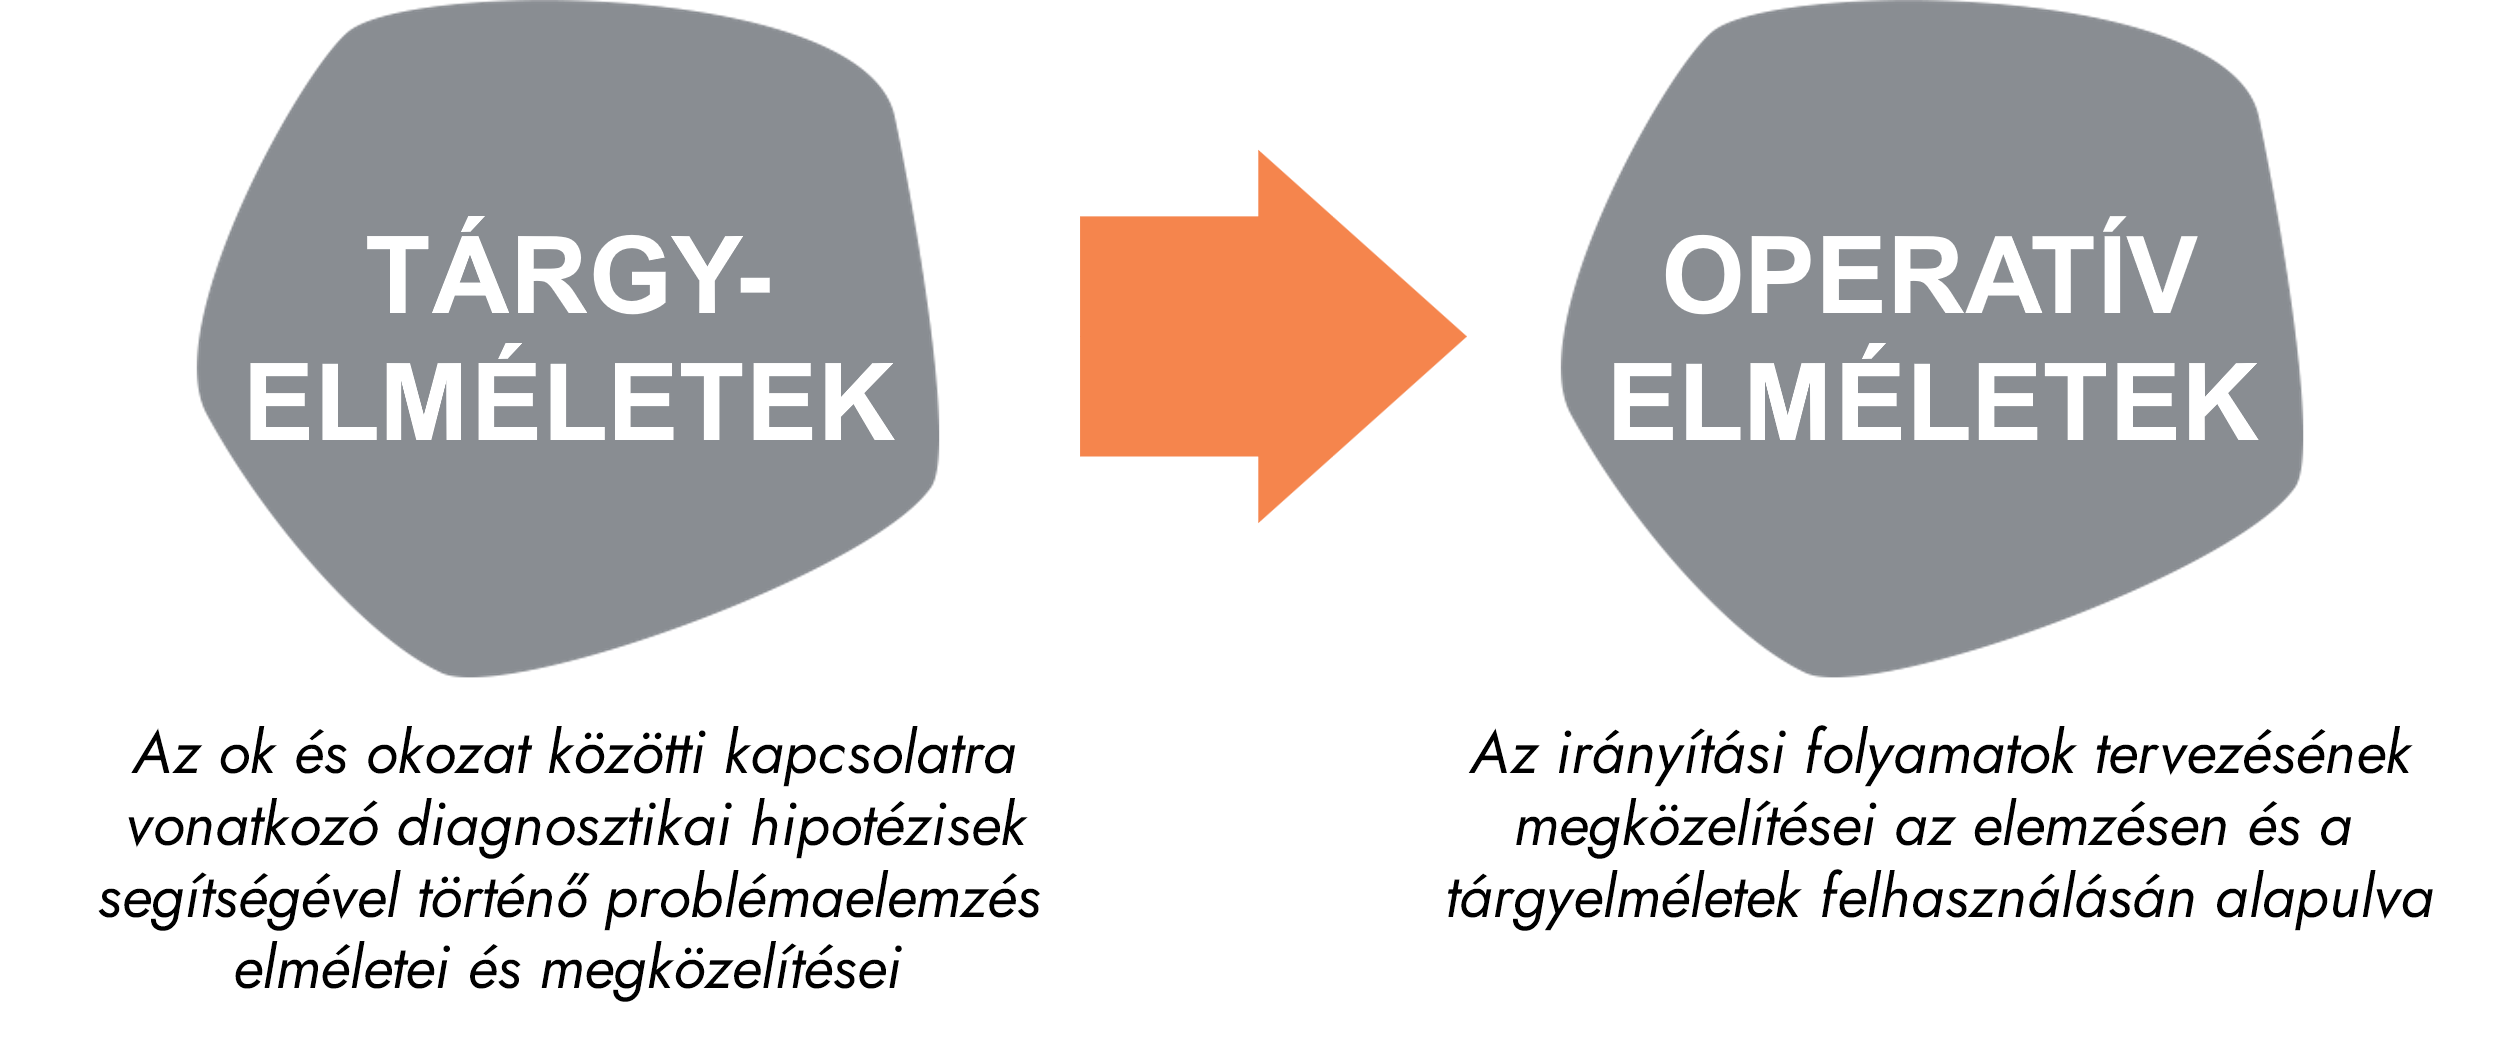 TÁRGY-
ELMÉLETEK
Az ok és okozat közötti kapcsolatra
vonatkozó diagnosztikai hipotézisek
segítségével történő problémaelemzés
elméletei és megközelítései
OPERATÍV
ELMÉLETEK
Az irányítási folyamatok tervezésének
megközelítései az elemzésen és a
tárgyelméletek felhasználásán alapulva